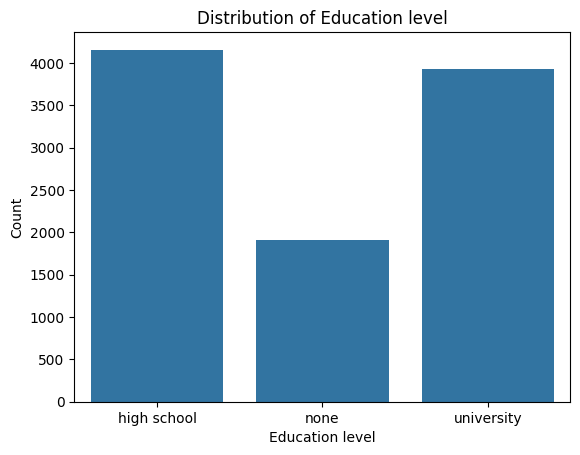 Distribution of Education level
Count
4000
3500
3000
2500
2000
1500
1000
500
0
high school none university
Education level